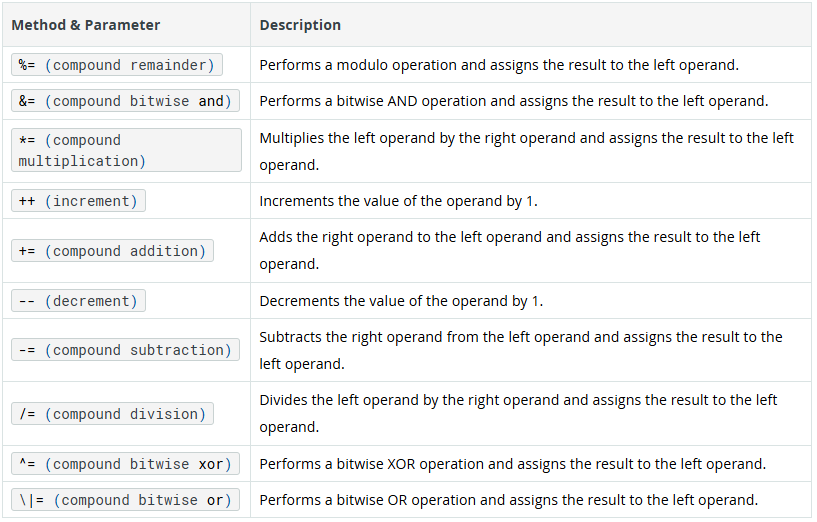 Method & Parameter Description
%= (compound remainder) Performs a modulo operation and assigns the result to the left operand.
&= (compound bitwise and) Performs a bitwise AND operation and assigns the result to the left operand.
*= (compound
multiplication)
Multiplies the left operand by the right operand and assigns the result to the left
operand.
++ (increment) Increments the value of the operand by 1.
+= (compound addition)
Adds the right operand to the left operand and assigns the result to the left
operand.
-- (decrement) Decrements the value of the operand by 1.
-= (compound subtraction)
Subtracts the right operand from the left operand and assigns the result to the
left operand.
/= (compound division)
Divides the left operand by the right operand and assigns the result to the left
operand.
^= (compound bitwise xor) Performs a bitwise XOR operation and assigns the result to the left operand.
\|= (compound bitwise or) Performs a bitwise OR operation and assigns the result to the left operand.